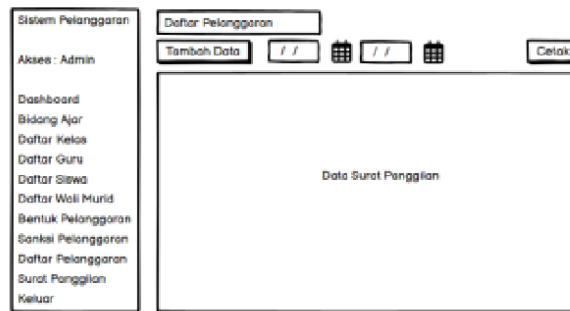 Sistem Pelanggaran
Akses : Admin
Dashboard
Bidang Ajar
Daftar Kelas
Daftar Guru
Daftar Siswa
Daftar Wali Murid
Bentuk Pelanggaran
Sanksi Pelanggaran
Daftar Pelanggaran
Surat Panggilan
Keluar
Daftar Pelanggaran
Tambah Data / / / / Cetak
Data Surat Panggilan